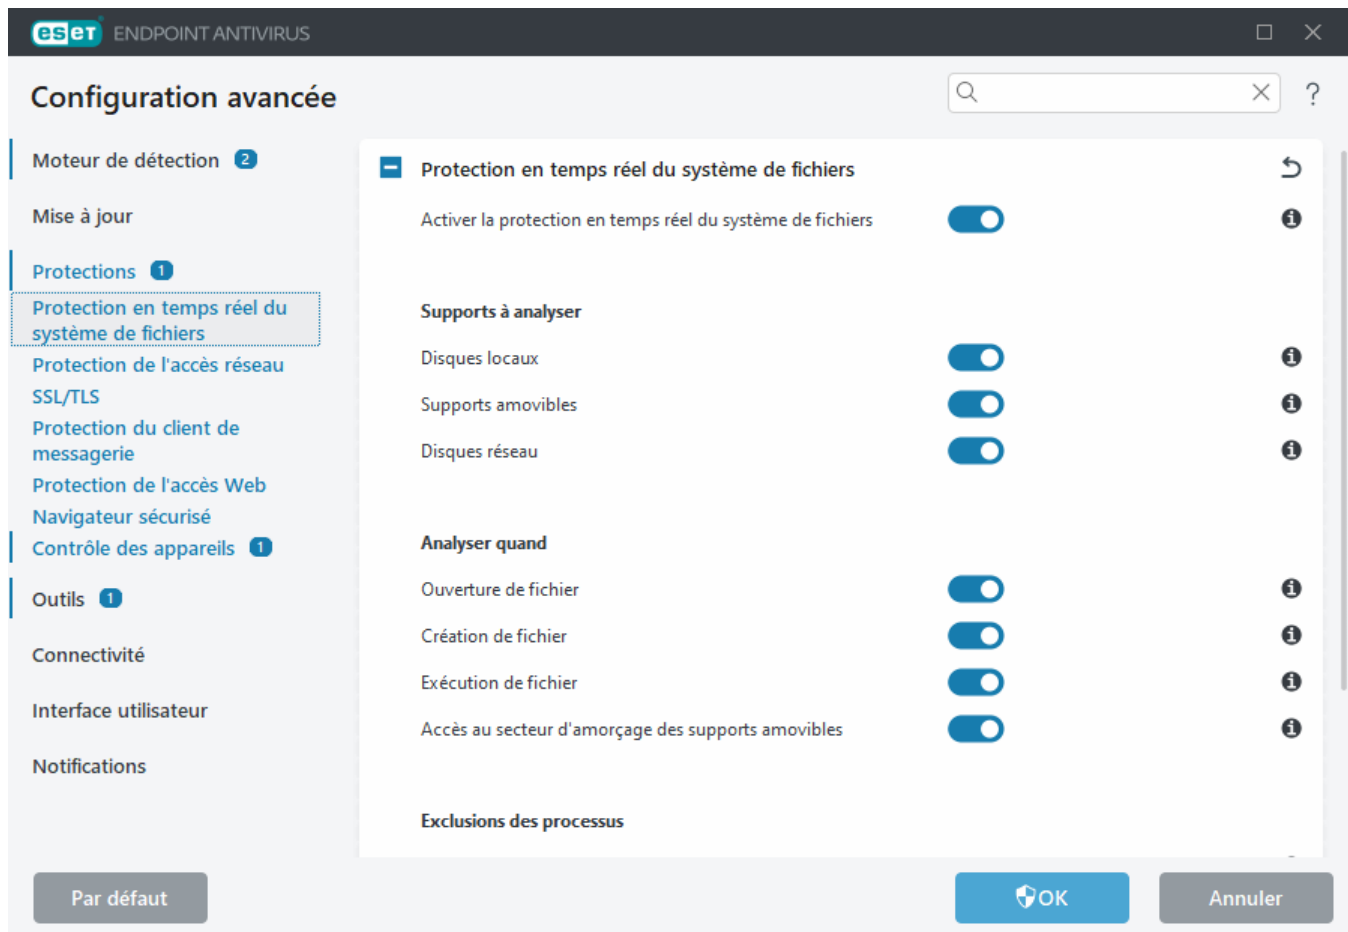 eseT ENDPOINT ANTIVIRUS
Configuration avancée
?
Moteur de détection 2
Mise à jour
Protections 1
Protection en temps réel du
système de fichiers
Protection de l'accès réseau
SSL/TLS
Protection du client de
messagerie
Protection de l'accès Web
Navigateur sécurisé
Contrôle des appareils 1
Outils 1
Connectivité
Interface utilisateur
Notifications
Protection en temps réel du système de fichiers
Activer la protection en temps réel du système de fichiers
Supports à analyser
Disques locaux
Supports amovibles
Disques réseau
Analyser quand
Ouverture de fichier
Création de fichier
Exécution de fichier
Accès au secteur d'amorçage des supports amovibles
Exclusions des processus
Par défaut
OK
Annuler